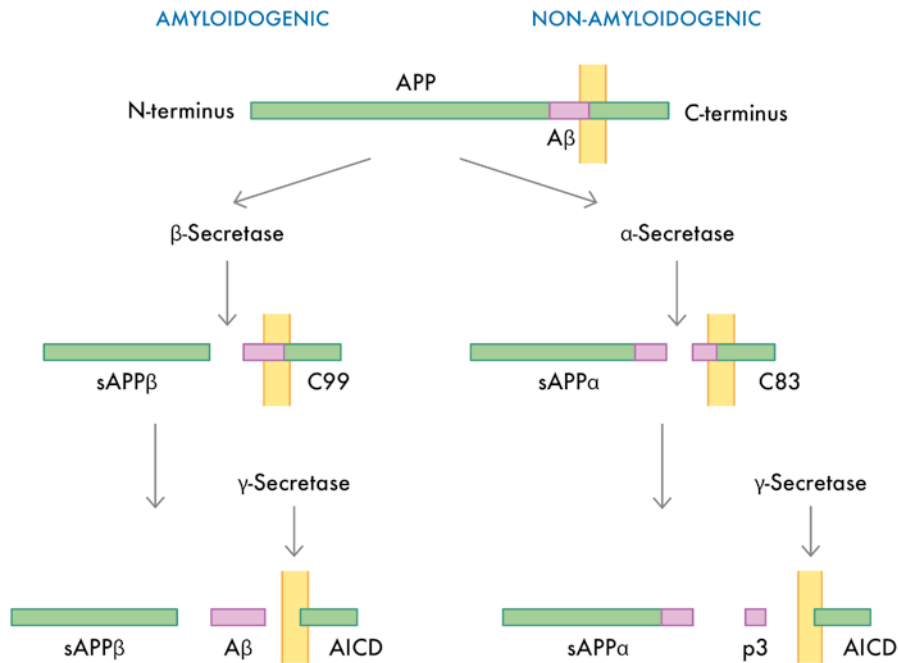 AMYLOIDOGENIC
NON-AMYLOIDOGENIC
APP
N-terminus
C-terminus
Aβ
β-Secretase
α-Secretase
sAPPβ
C99
sAPPα
C83
γ-Secretase
γ-Secretase
sAPPβ
Aβ
AICD
sAPPα
p3
AICD